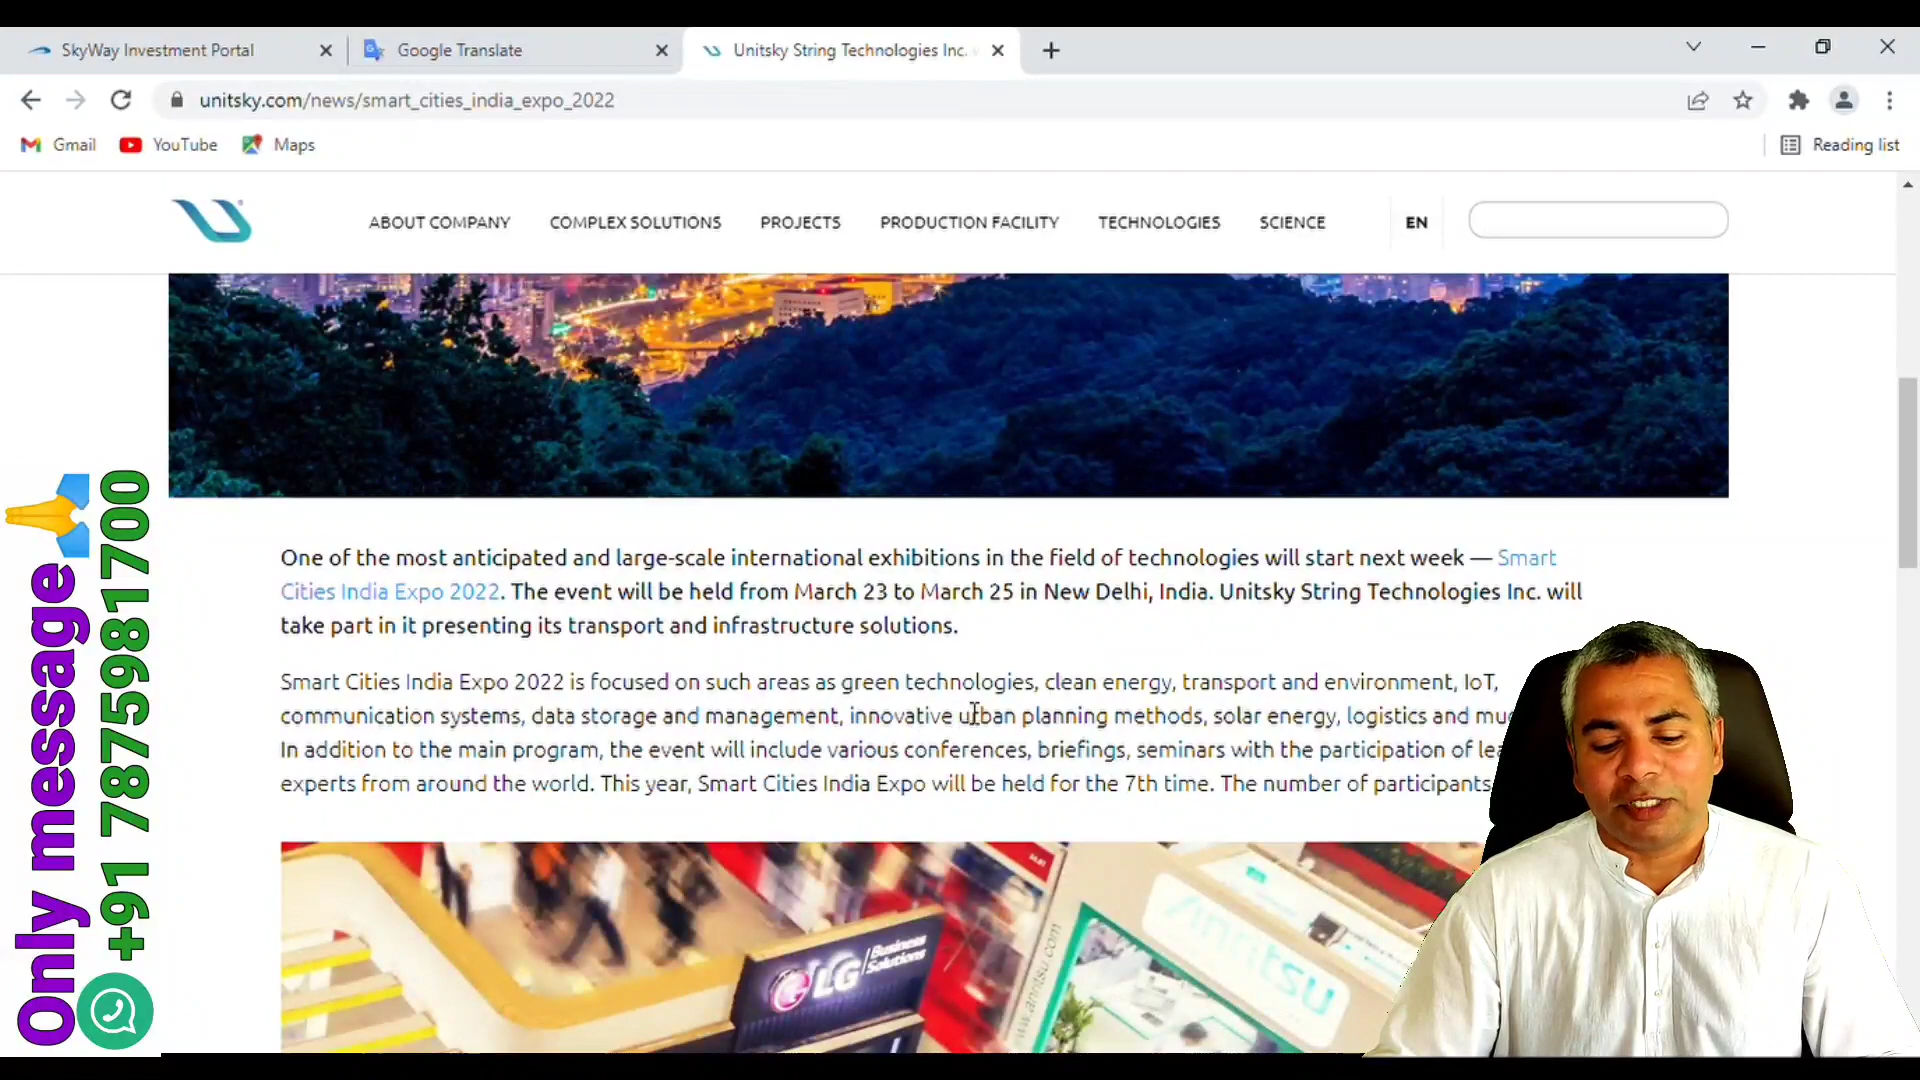 SkyWay Investment Portal
Google Translate
Unitsky String Technologies Inc.
unitsky.com/news/smart_cities_india_expo_2022
Gmail
YouTube
Maps
Reading list
ABOUT COMPANY
COMPLEX SOLUTIONS
PROJECTS
PRODUCTION FACILITY
TECHNOLOGIES
SCIENCE
EN
One of the most anticipated and large-scale international exhibitions in the field of technologies will start next week — Smart
Cities India Expo 2022. The event will be held from March 23 to March 25 in New Delhi, India. Unitsky String Technologies Inc. will
take part in it presenting its transport and infrastructure solutions.
Smart Cities India Expo 2022 is focused on such areas as green technologies, clean energy, transport and environment, IoT,
communication systems, data storage and management, innovative urban planning methods, solar energy, logistics and
In addition to the main program, the event will include various conferences, briefings, seminars with the participation of
experts from around the world. This year, Smart Cities India Expo will be held for the 7th time. The number of participants
LG Business Solutions
Anritsu
www.anritsu.com
Only message
+91 7875981700